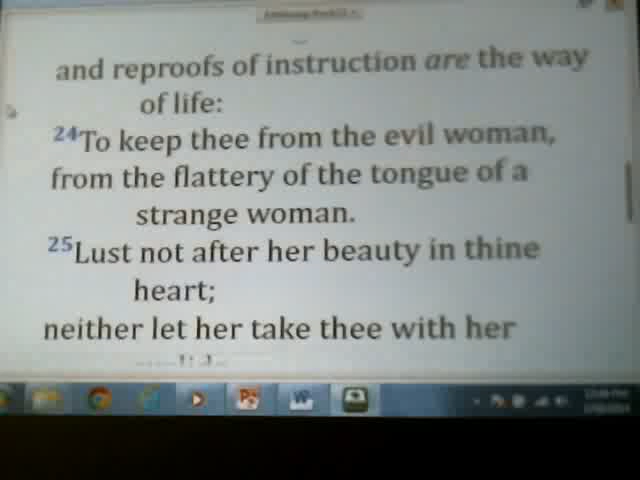 and reproofs of instruction are the way
of life:
24To keep thee from the evil woman,
from the flattery of the tongue of a
strange woman.
25Lust not after her beauty in thine
heart;
neither let her take thee with her